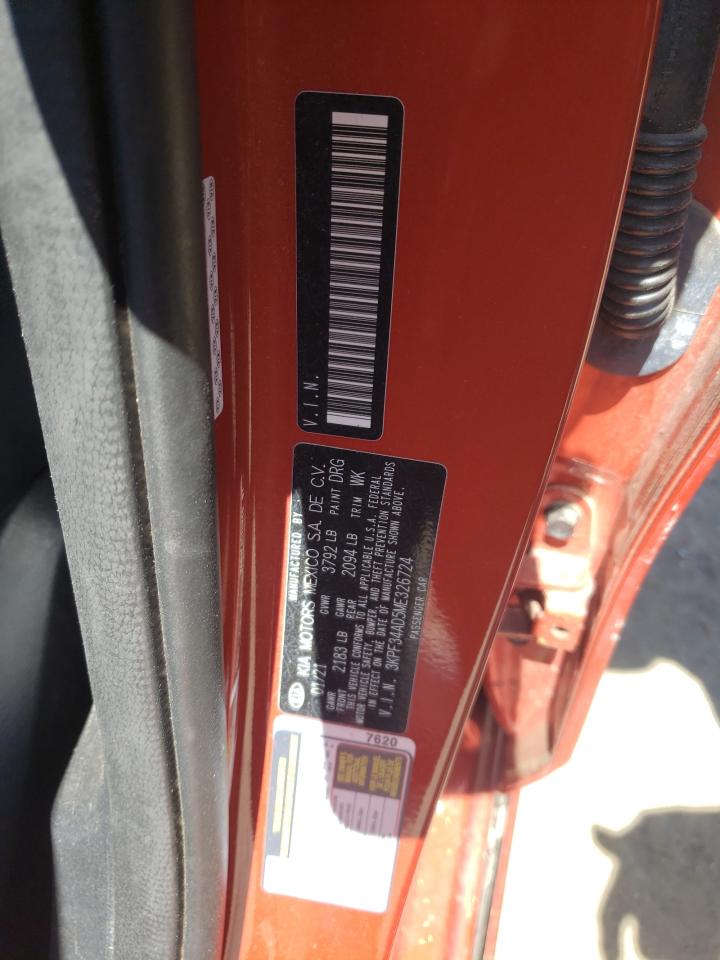 V.I.N.
KIA
MANUFACTURED BY
KIA MOTORS MEXICO S.A. DE C.V.
01/21 GVWR 3792 LB PAINT DRG
GAWR FRONT 2183 LB GAWR REAR 2094 LB TRIM WK
THIS VEHICLE CONFORMS TO ALL APPLICABLE U.S.A. FEDERAL
MOTOR VEHICLE SAFETY, BUMPER, AND THEFT PREVENTION STANDARDS
IN EFFECT ON THE DATE OF MANUFACTURE SHOWN ABOVE.
V.I.N. 3KPF34AD5ME326724
PASSENGER CAR
7620